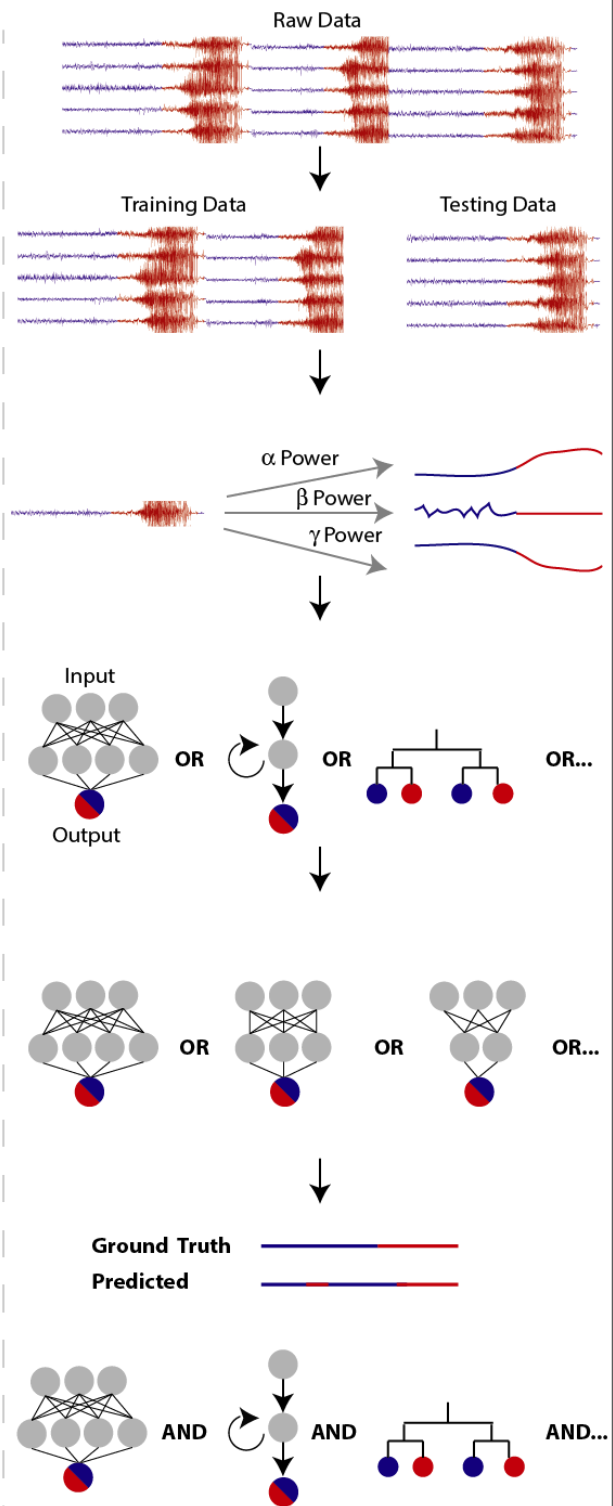 Raw Data
Training Data
Testing Data
α Power
β Power
γ Power
Input
OR
OR
OR...
Output
OR
OR
OR...
Ground Truth
Predicted
AND
AND
AND...